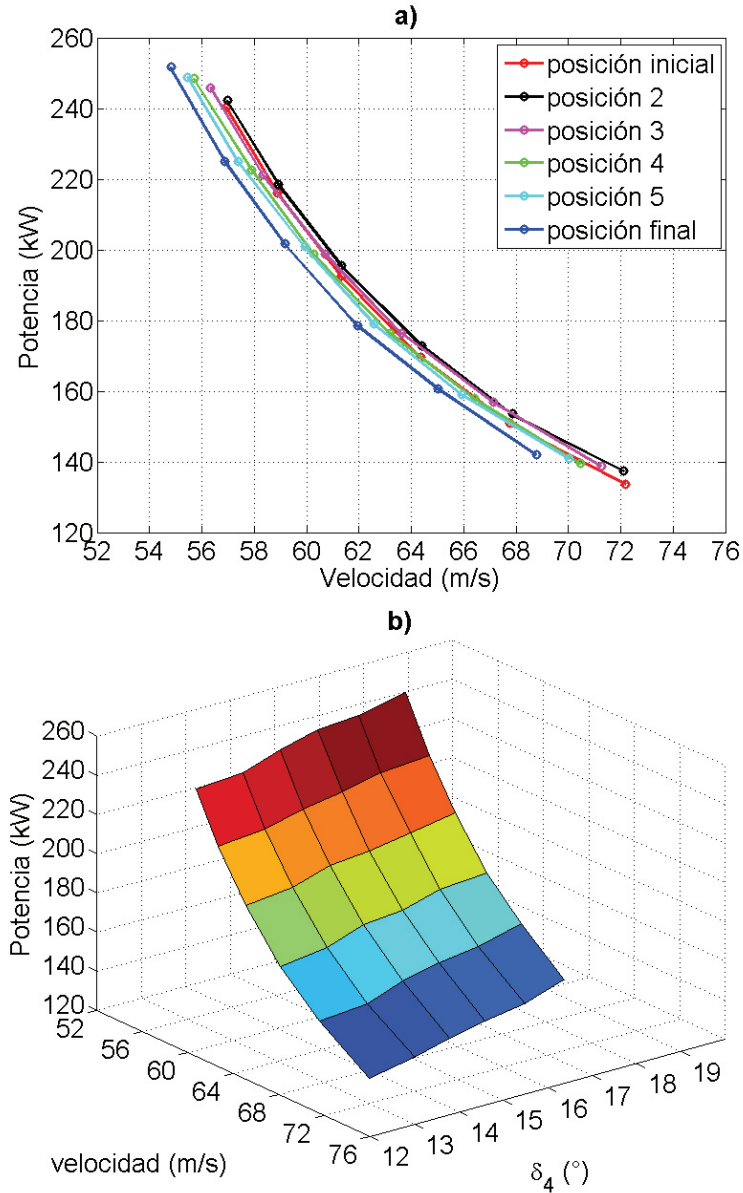 a)
260
240
220
200
180
160
140
120
Potencia (kW)
posición inicial
posición 2
posición 3
posición 4
posición 5
posición final
52 54 56 58 60 62 64 66 68 70 72 74 76
Velocidad (m/s)
b)
260
240
220
200
180
160
140
120
Potencia (kW)
52
56
60
64
68
72
76
velocidad (m/s)
12
13
14
15
16
17
18
19
δ4 (°)